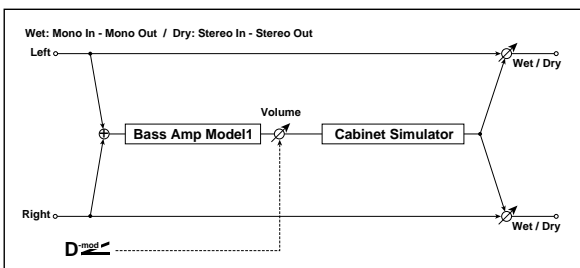 Wet: Mono In - Mono Out / Dry: Stereo In - Stereo Out
Left
Wet / Dry
Volume
Bass Amp Model1
Cabinet Simulator
Right
Wet / Dry
D-mod